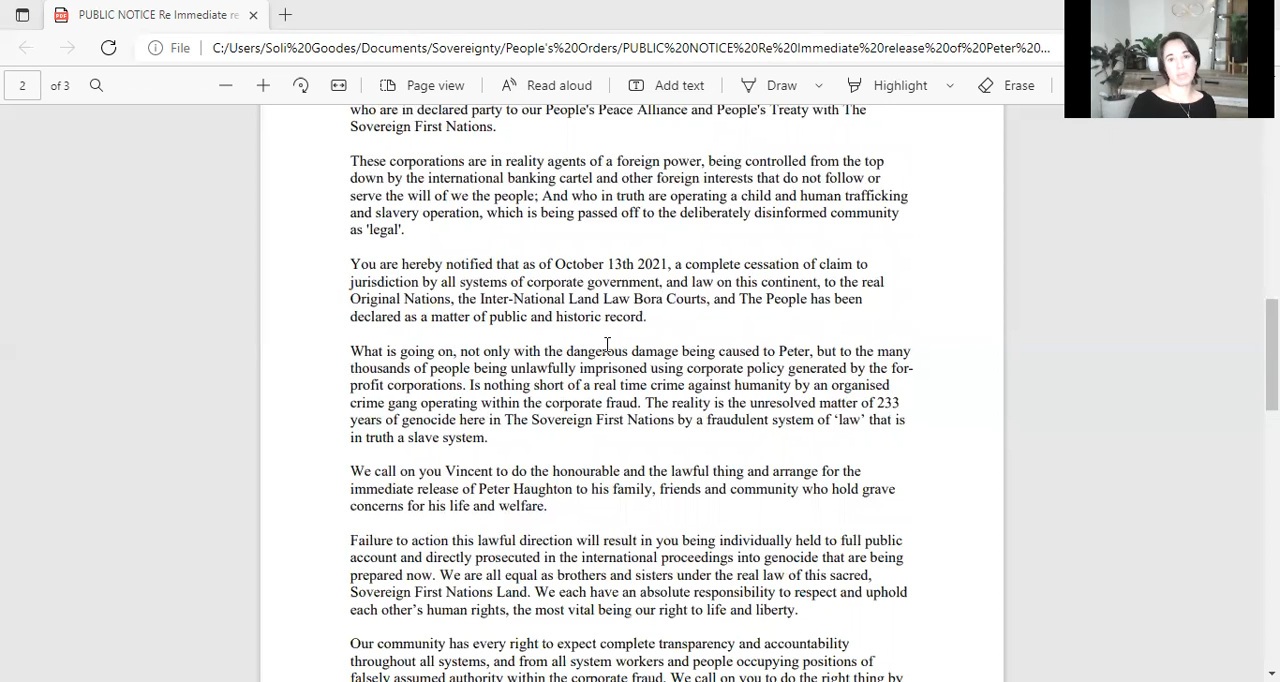 PUBLIC NOTICE Re Immediate re
File
C:/Users/Soli%20Goodes/Documents/Sovereignty/People's%20Orders/PUBLIC%20NOTICE%20Re%20Immediate%20release%20of%20Peter%20...
2 of 3
Page view
Read aloud
Add text
Draw
Highlight
Erase
who are in declared party to our People's Peace Alliance and People's Treaty with The
Sovereign First Nations.
These corporations are in reality agents of a foreign power, being controlled from the top
down by the international banking cartel and other foreign interests that do not follow or
serve the will of we the people; And who in truth are operating a child and human trafficking
and slavery operation, which is being passed off to the deliberately disinformed community
as 'legal'.
You are hereby notified that as of October 13th 2021, a complete cessation of claim to
jurisdiction by all systems of corporate government, and law on this continent, to the real
Original Nations, the Inter-National Land Law Bora Courts, and The People has been
declared as a matter of public and historic record.
What is going on, not only with the dangerous damage being caused to Peter, but to the many
thousands of people being unlawfully imprisoned using corporate policy generated by the for-
profit corporations. Is nothing short of a real time crime against humanity by an organised
crime gang operating within the corporate fraud. The reality is the unresolved matter of 233
years of genocide here in The Sovereign First Nations by a fraudulent system of ‘law’ that is
in truth a slave system.
We call on you Vincent to do the honourable and the lawful thing and arrange for the
immediate release of Peter Haughton to his family, friends and community who hold grave
concerns for his life and welfare.
Failure to action this lawful direction will result in you being individually held to full public
account and directly prosecuted in the international proceedings into genocide that are being
prepared now. We are all equal as brothers and sisters under the real law of this sacred,
Sovereign First Nations Land. We each have an absolute responsibility to respect and uphold
each other’s human rights, the most vital being our right to life and liberty.
Our community has every right to expect complete transparency and accountability
throughout all systems, and from all system workers and people occupying positions of
falsely assumed authority within the corporate fraud. We call on you to do the right thing by